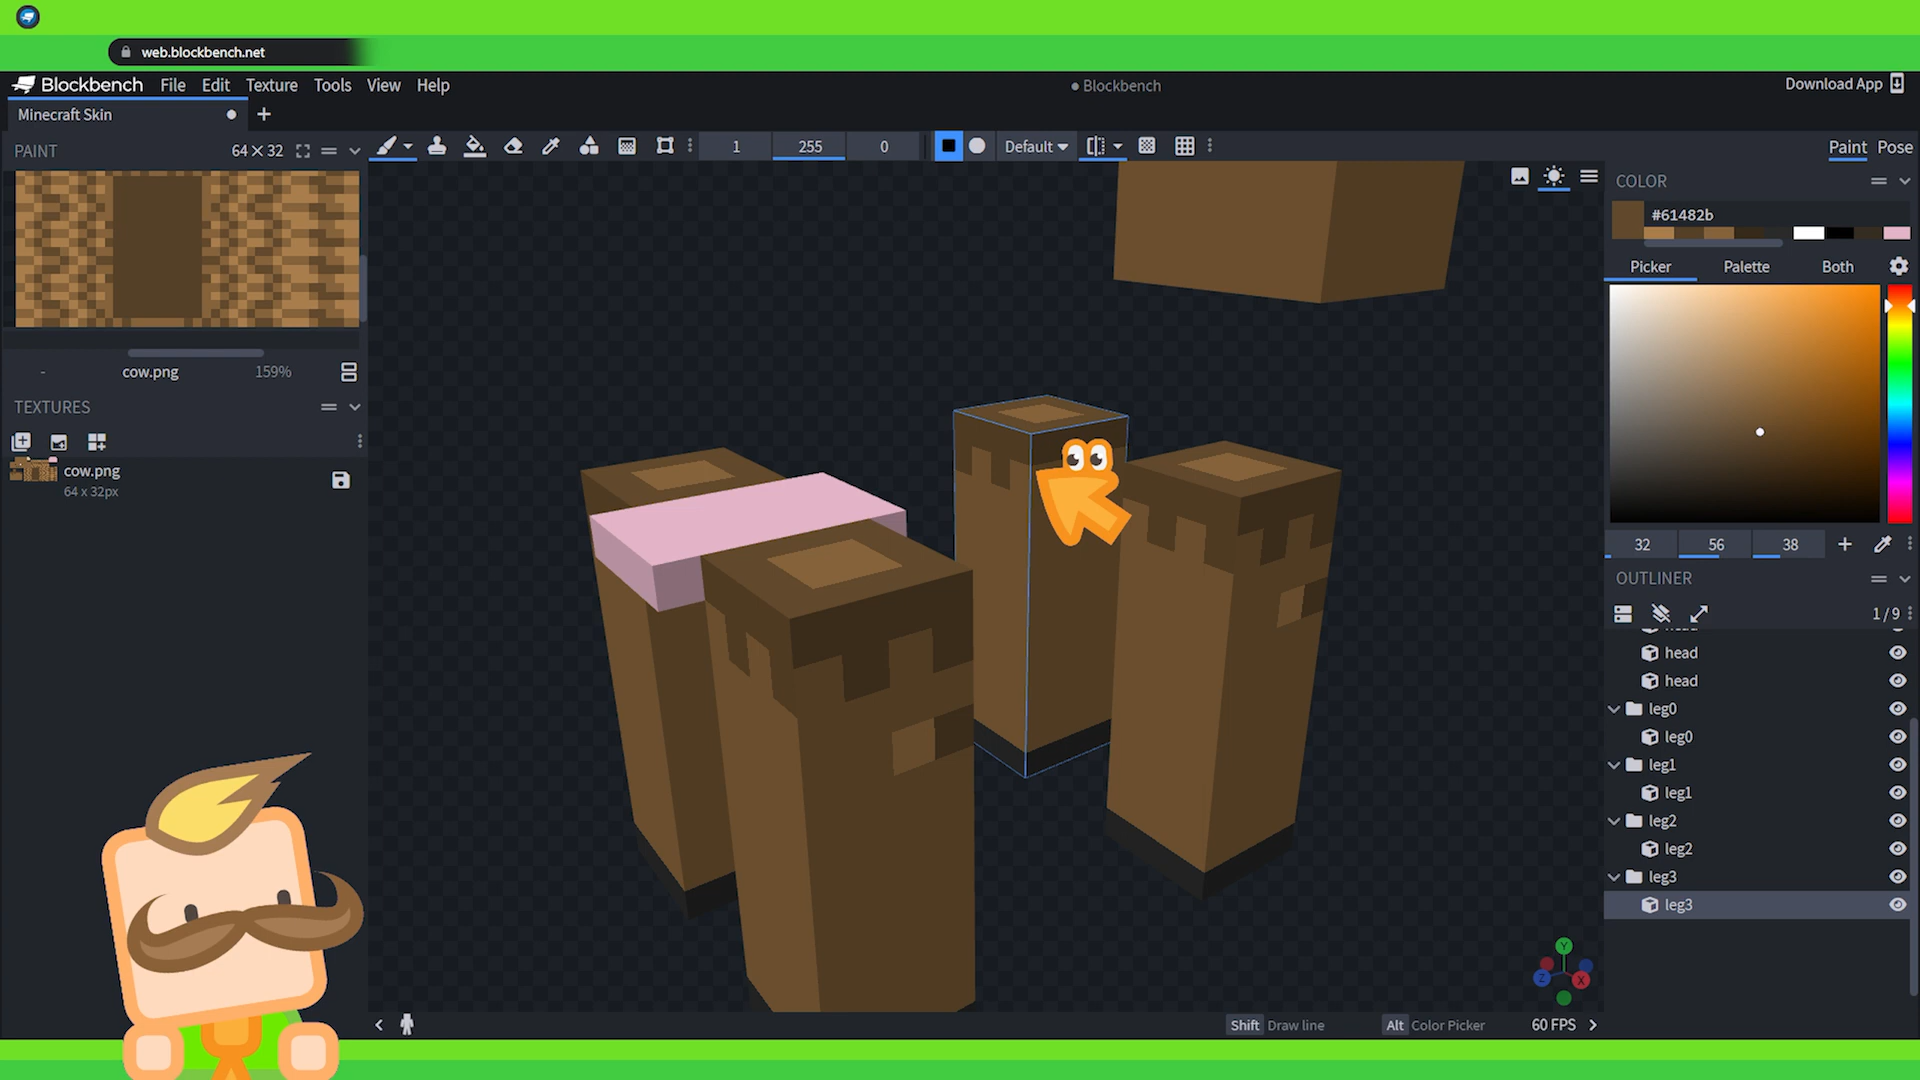 web.blockbench.net
Blockbench File Edit Texture Tools View Help
Blockbench
Download App
Minecraft Skin
PAINT 64×32
1 255 0 Default
Paint Pose
COLOR
#61482b
Picker Palette Both
- cow.png 159%
TEXTURES
cow.png
64 x 32px
32 56 38
OUTLINER
1/9
head
head
leg0
leg0
leg1
leg1
leg2
leg2
leg3
leg3
Y
Z X
Shift Draw line Alt Color Picker 60 FPS